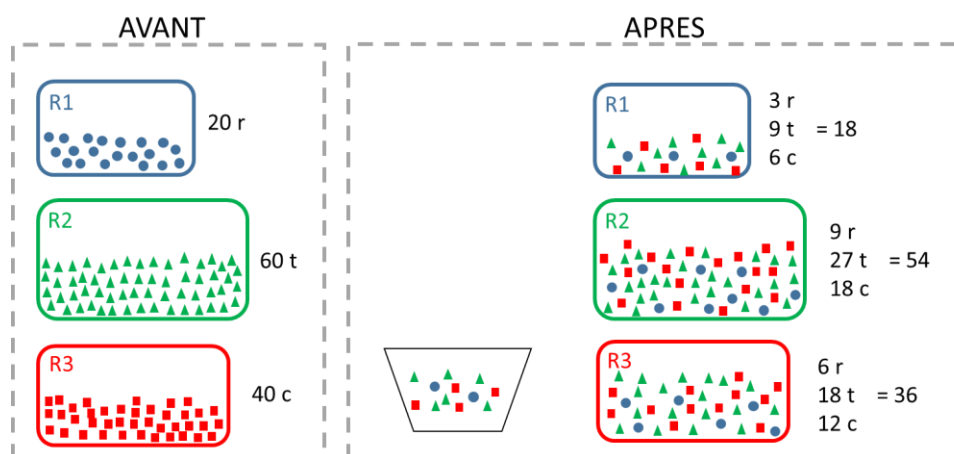 AVANT
R1
20 r
R2
60 t
R3
40 c
APRES
R1
3 r
9 t = 18
6 c
R2
9 r
27 t = 54
18 c
R3
6 r
18 t = 36
12 c